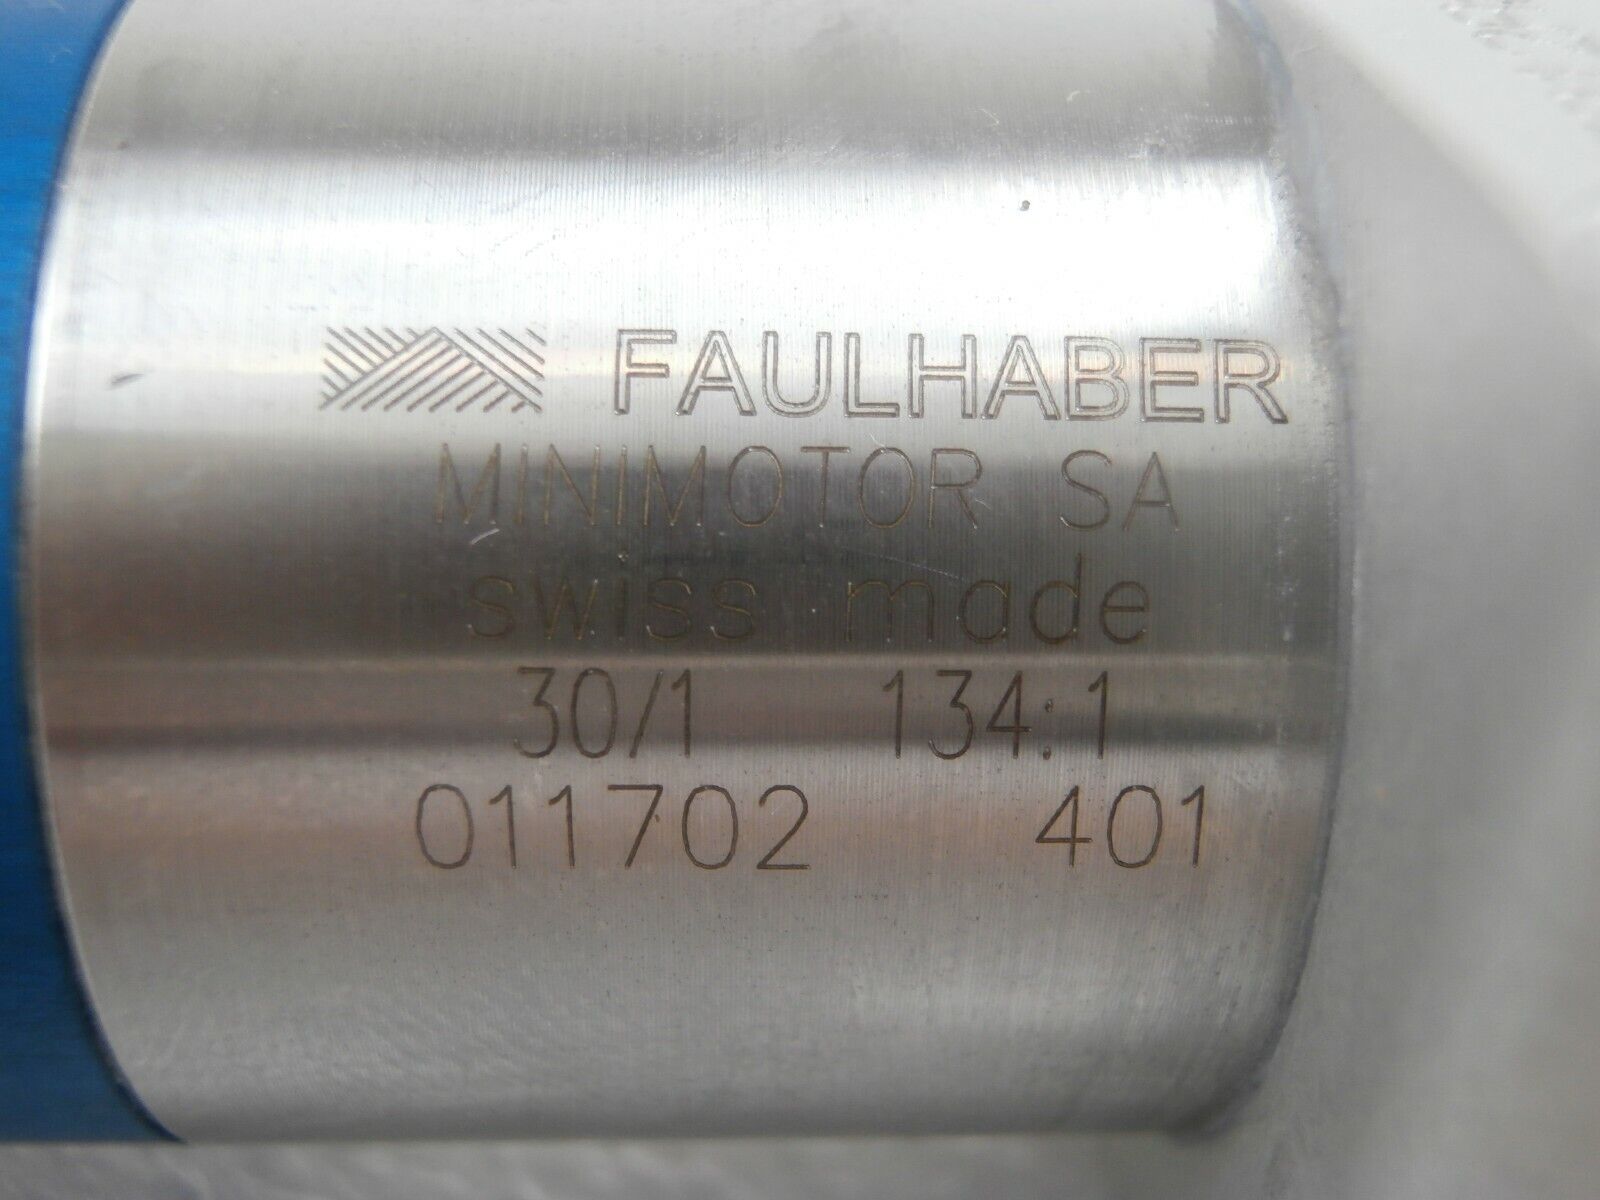 FAULHABER
MINIMOTOR SA
swiss made
30/1 134:1
011702 401